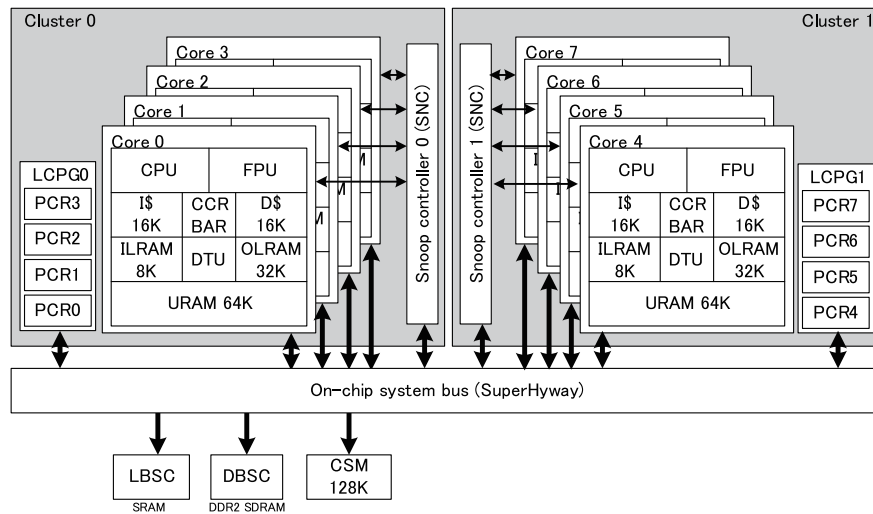 Cluster 0
Cluster 1
Core 3
Core 2
Core 1
Core 0
CPU
FPU
I$
16K
CCR
BAR
D$
16K
ILRAM
8K
DTU
OLRAM
32K
URAM 64K
LCPG0
PCR3
PCR2
PCR1
PCR0
Snoop controller 0 (SNC)
Snoop controller 1 (SNC)
Core 7
Core 6
Core 5
Core 4
CPU
FPU
I$
16K
CCR
BAR
D$
16K
ILRAM
8K
DTU
OLRAM
32K
URAM 64K
LCPG1
PCR7
PCR6
PCR5
PCR4
On-chip system bus (SuperHyway)
LBSC
SRAM
DBSC
DDR2 SDRAM
CSM
128K